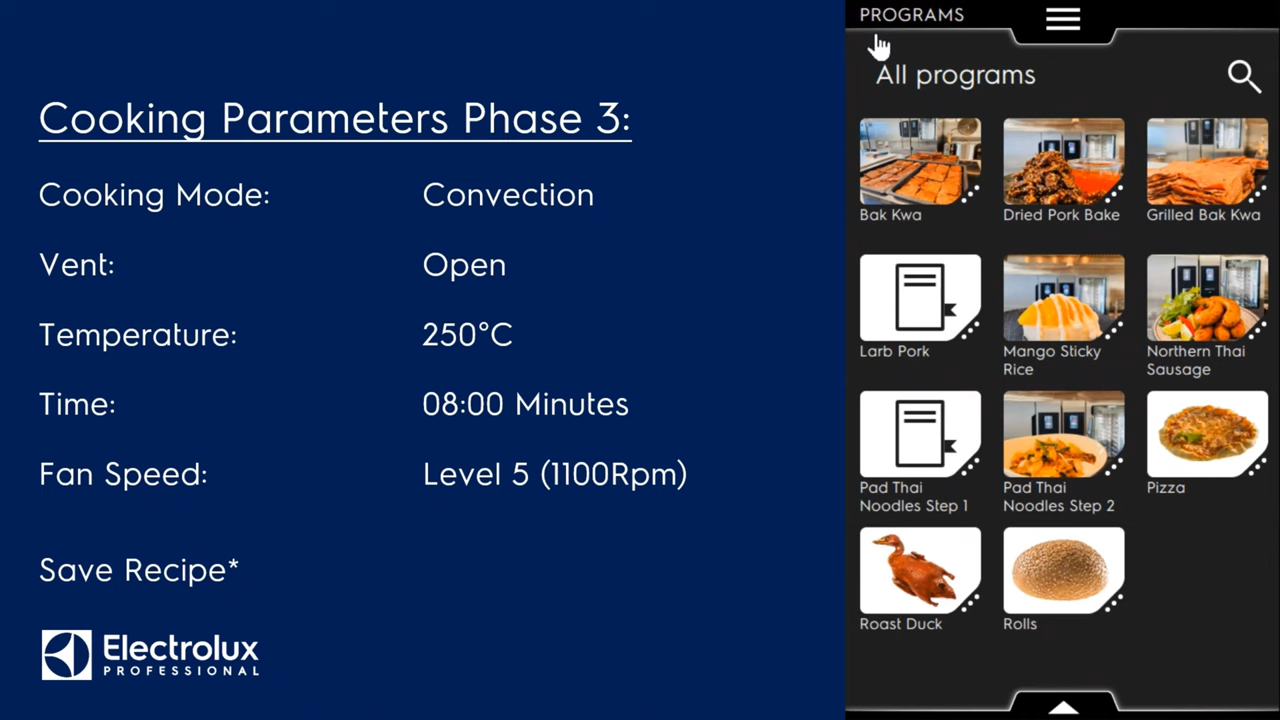 Cooking Parameters Phase 3:
Cooking Mode: Convection
Vent: Open
Temperature: 250°C
Time: 08:00 Minutes
Fan Speed: Level 5 (1100Rpm)
Save Recipe*
Electrolux
PROFESSIONAL
PROGRAMS
All programs
Bak Kwa
Dried Pork Bake
Grilled Bak Kwa
Larb Pork
Mango Sticky
Rice
Northern Thai
Sausage
Pad Thai
Noodles Step 1
Pad Thai
Noodles Step 2
Pizza
Roast Duck
Rolls